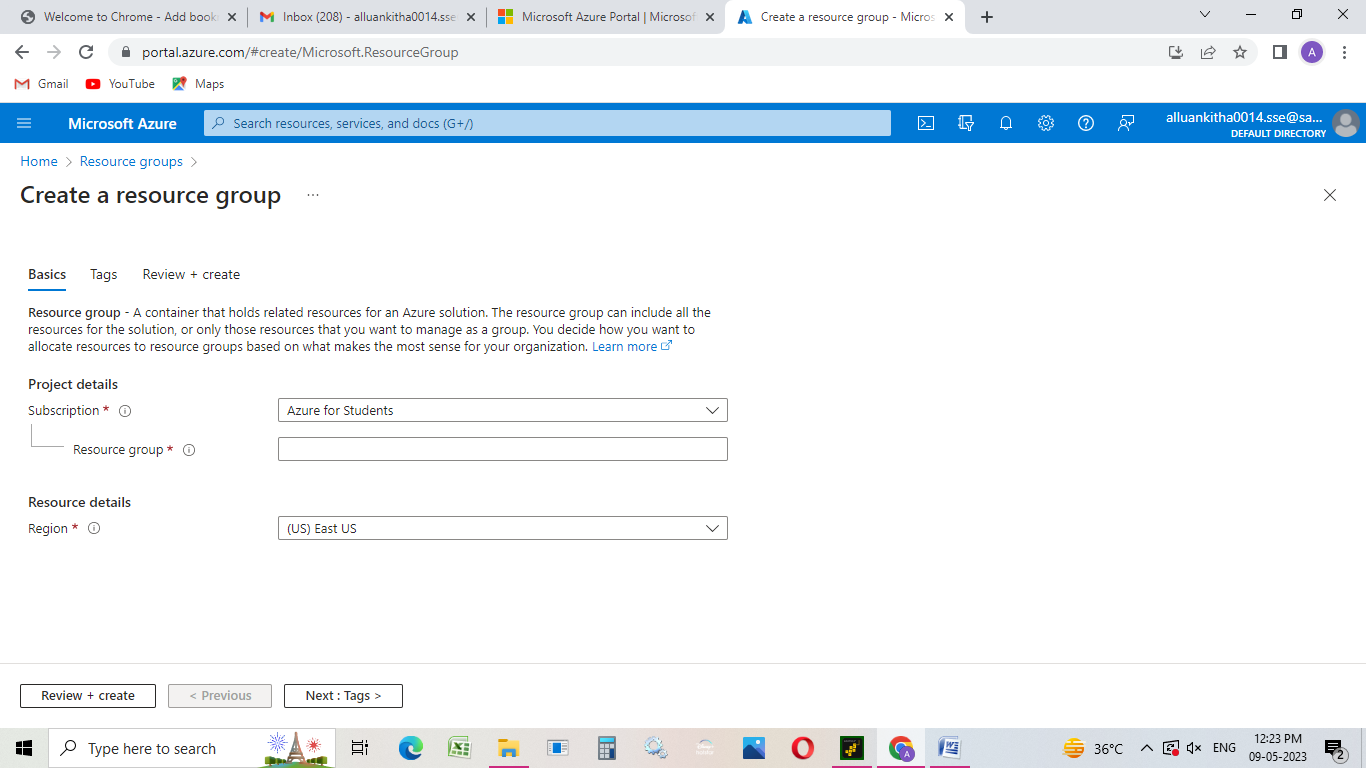 Welcome to Chrome - Add book
Inbox (208) - alluankitha0014.sse
Microsoft Azure Portal | Microsof
Create a resource group - Micros
portal.azure.com/#create/Microsoft.ResourceGroup
A
Gmail
YouTube
Maps
Microsoft Azure
Search resources, services, and docs (G+/)
alluankitha0014.sse@sa...
DEFAULT DIRECTORY
Home > Resource groups >
Create a resource group ...
Basics Tags Review + create
Resource group - A container that holds related resources for an Azure solution. The resource group can include all the
resources for the solution, or only those resources that you want to manage as a group. You decide how you want to
allocate resources to resource groups based on what makes the most sense for your organization. Learn more
Project details
Subscription *
Azure for Students
Resource group *
Resource details
Region *
(US) East US
Review + create
< Previous
Next : Tags >
Type here to search
A
36°C
ENG
12:23 PM
09-05-2023
2